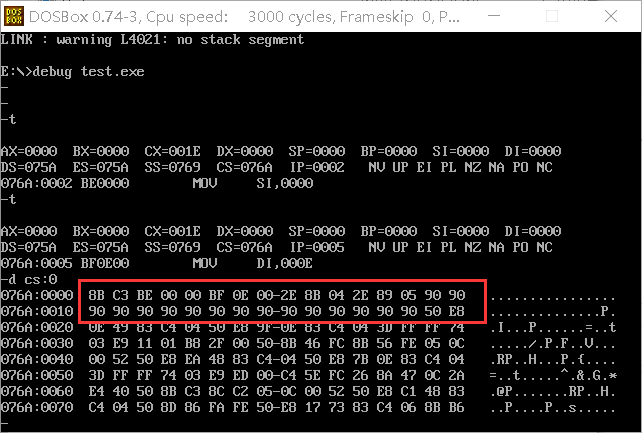 DOSBox 0.74-3, Cpu speed:    3000 cycles, Frameskip  0, P...
LINK : warning L4021: no stack segment
E:\>debug test.exe
-
-
-t
AX=0000  BX=0000  CX=001E  DX=0000  SP=0000  BP=0000  SI=0000  DI=0000
DS=075A  ES=075A  SS=0769  CS=076A  IP=0002   NV UP EI PL NZ NA PO NC
076A:0002 BE0000        MOV     SI,0000
-t
AX=0000  BX=0000  CX=001E  DX=0000  SP=0000  BP=0000  SI=0000  DI=0000
DS=075A  ES=075A  SS=0769  CS=076A  IP=0005   NV UP EI PL NZ NA PO NC
076A:0005 BF0E00        MOV     DI,000E
-d cs:0
076A:0000  8B C3 BE 00 00 BF 0E 00-2E 8B 04 2E 89 05 90 90   ................
076A:0010  90 90 90 90 90 90 90 90-90 90 90 90 90 90 50 E8   ..............P.
076A:0020  0E 49 83 C4 04 50 E8 9F-0E 83 C4 04 3D FF FF 74   .I...P......=..t
076A:0030  03 E9 11 01 B8 2F 00 50-8B 46 FC 8B 56 FE 05 0C   ...../.P.F..V...
076A:0040  00 52 50 E8 EA 48 83 C4-04 50 E8 7B 0E 83 C4 04   .RP..H...P.{....
076A:0050  3D FF FF 74 03 E9 ED 00-C4 5E FC 26 8A 47 0C 2A   =..t.....^.&.G.*
076A:0060  E4 40 50 8B C3 8C C2 05-0C 00 52 50 E8 C1 48 83   .@P.......RP..H.
076A:0070  C4 04 50 8D 86 FA FE 50-E8 17 73 83 C4 06 8B B6   ..P....P..s.....
-